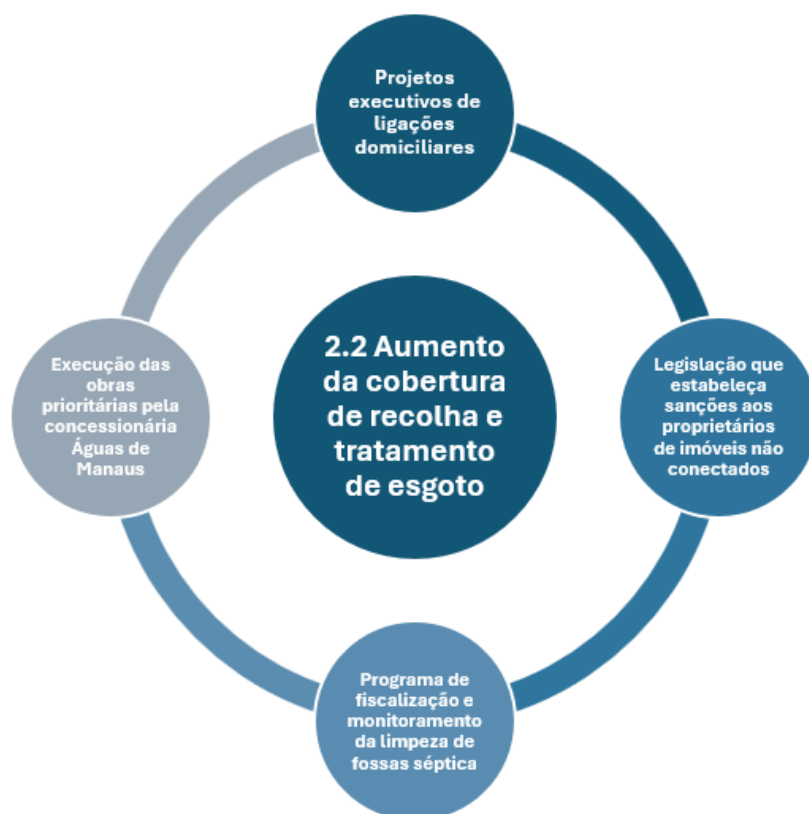 Projetos
executivos de
ligações
domiciliares
2.2 Aumento
da cobertura
de recolha e
tratamento
de esgoto
Legislação que
estabeleça
sanções aos
proprietários
de imóveis não
conectados
Programa de
fiscalização e
monitoramento
da limpeza de
fossas séptica
Execução das
obras
prioritárias pela
concessionária
Águas de
Manaus